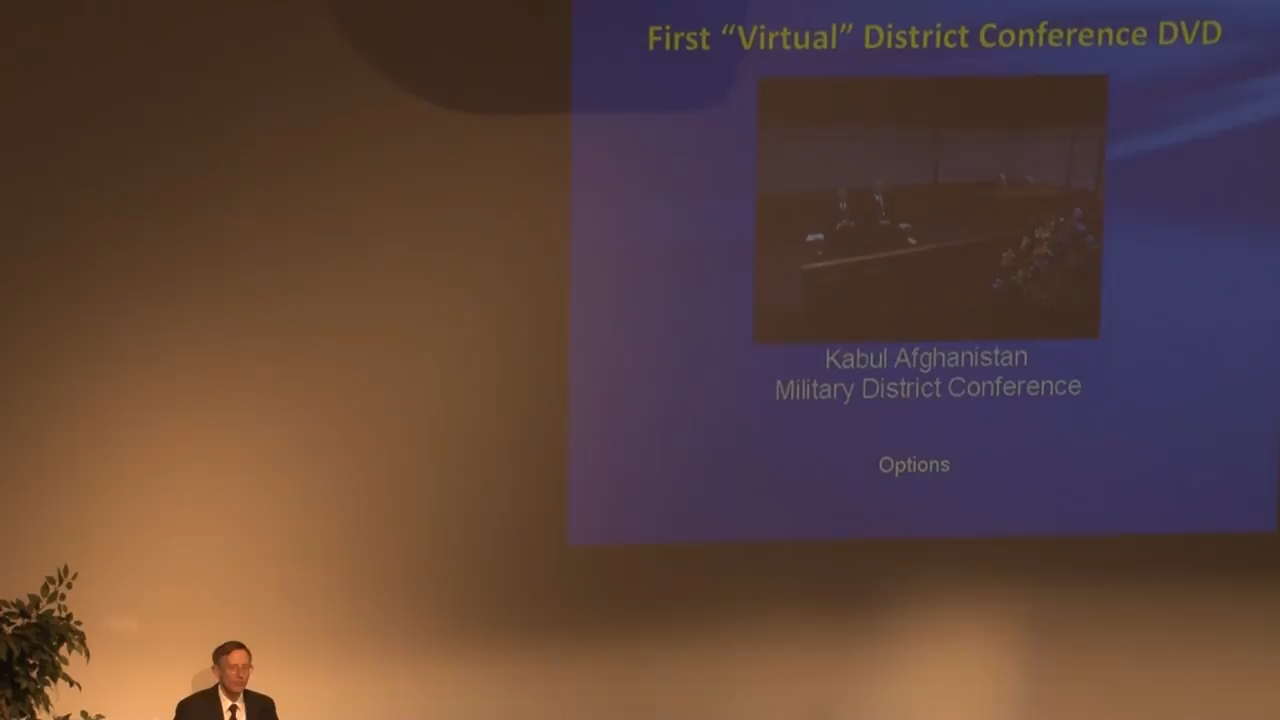 First “Virtual” District Conference DVD
Kabul Afghanistan
Military District Conference
Options